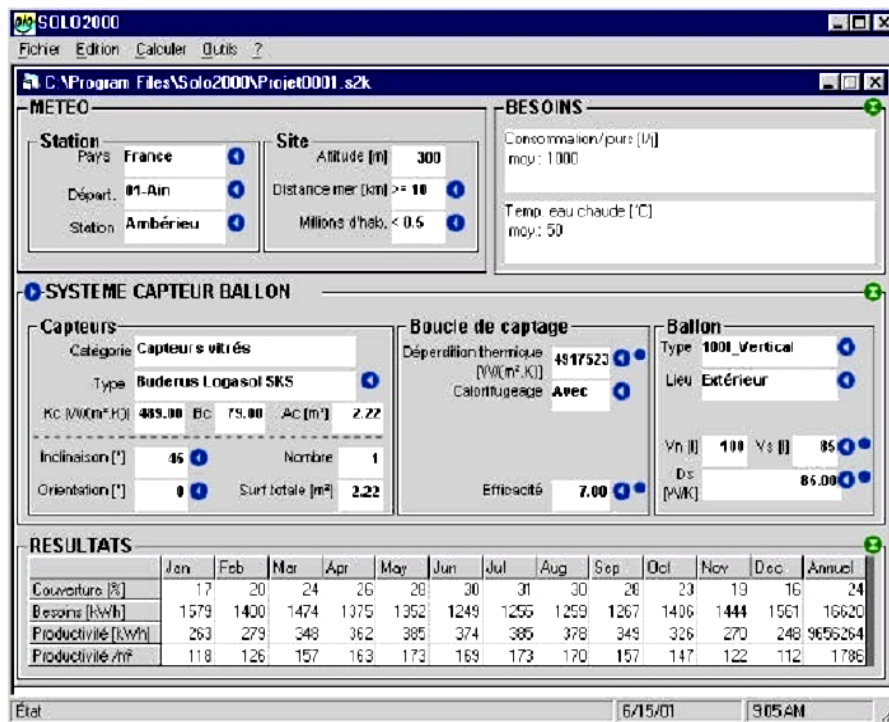 SOLO2000
Fichier Edition Calculer Outils ?
C:\Program Files\Solo2000\Projet0001.s2k
METEO
Station
Pays France
Départ. 01-Ain
Station Ambérieu
Site
Altitude [m] 300
Distance mer [km] >= 10
Millions d'hab. < 0.5
BESOINS
Consommation/jours [l/j]
moy.: 1000
Temp. eau chaude [°C]
moy.: 50
SYSTEME CAPTEUR BALLON
Capteurs
Catégorie Capteurs vitrés
Type Buderus Logasol SKS
Kc [W/(m².K)] 489.00 Bc 79.00 Ac [m²] 2.22
Inclinaison [°] 45 Nombre 1
Orientation [°] 0 Surf totale [m²] 2.22
Boucle de captage
Déperdition thermique 4917523
[W/(m².K)]
Calorifugeage Avec
Efficacité 7.00
Ballon
Type 100l_Vertical
Lieu Extérieur
Vn [l] 100 Vs [l] 85
Ds 86.00
[W/K]
RESULTATS
Jan Feb Mar Apr May Jun Jul Aug Sep Oct Nov Dec Annuel
Couverture [%] 17 20 24 26 28 30 31 30 28 23 19 16 24
Besoins [kWh] 1579 1400 1474 1375 1352 1249 1255 1259 1267 1406 1444 1561 16620
Productivité [kWh] 263 279 348 362 385 374 385 378 349 326 270 248 9656264
Productivité /m² 118 126 157 163 173 169 173 170 157 147 122 112 1786
État 6/15/01 9:05 AM